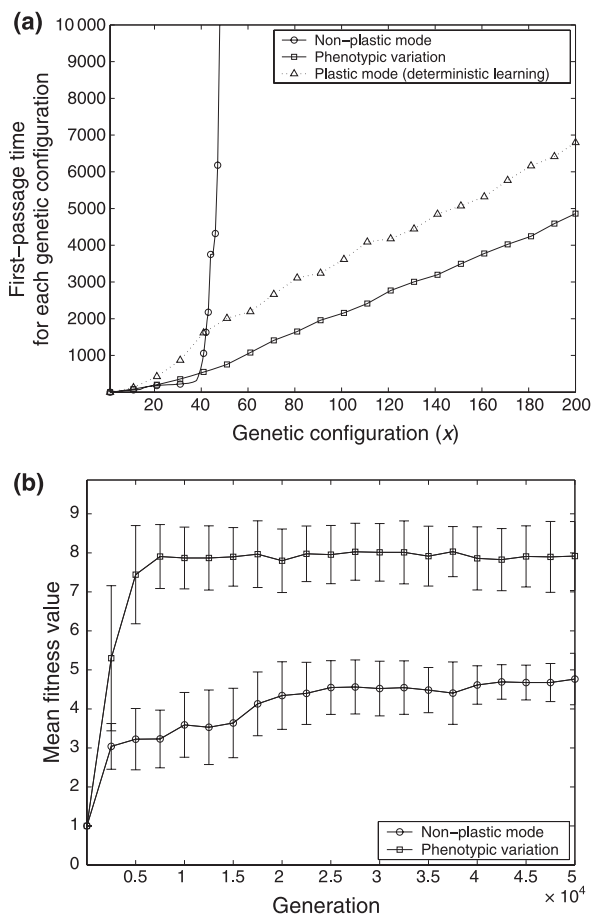 (a)
10 000
9000
8000
7000
6000
5000
4000
3000
2000
1000
First–passage time
for each genetic configuration
Non-plastic mode
Phenotypic variation
Plastic mode (deterministic learning)
20 40 60 80 100 120 140 160 180 200
Genetic configuration (x)
(b)
9
8
7
6
5
4
3
2
1
0
Mean fitness value
Non-plastic mode
Phenotypic variation
0.5 1 1.5 2 2.5 3 3.5 4 4.5 5
× 10⁴
Generation